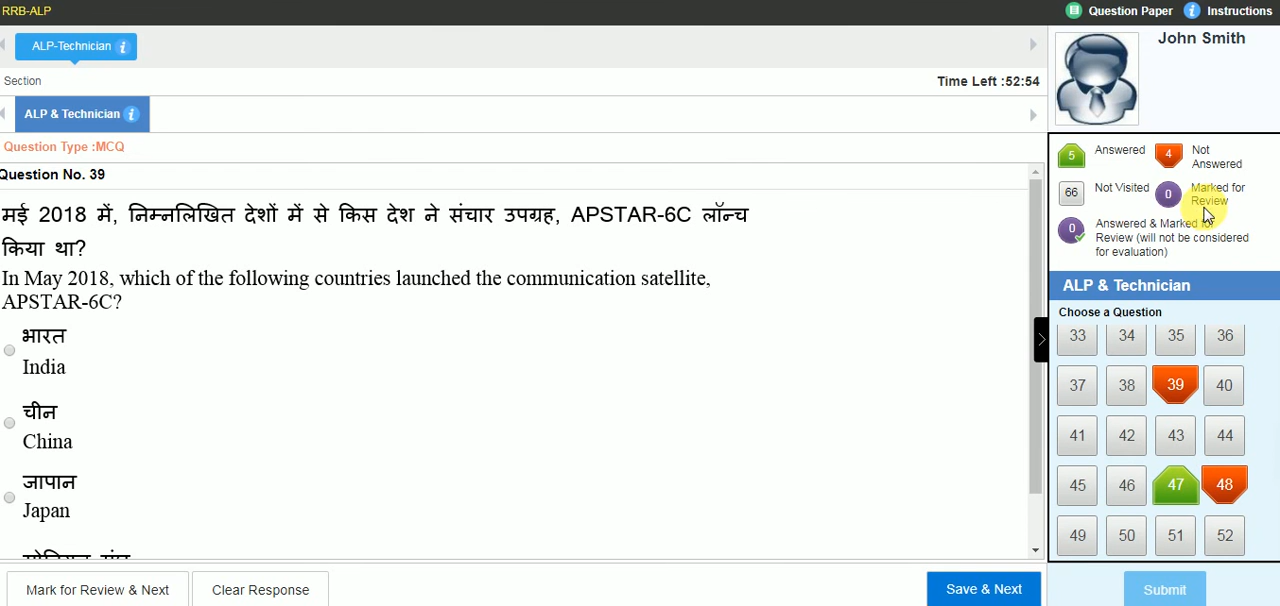 RRB-ALP
Question Paper
Instructions
ALP-Technician
John Smith
Section
Time Left :52:54
ALP & Technician
Question Type :MCQ
5 Answered
4 Not Answered
66 Not Visited
0 Marked for Review
0 Answered & Marked for Review (will not be considered for evaluation)
Question No. 39
मई 2018 में, निम्नलिखित देशों में से किस देश ने संचार उपग्रह, APSTAR-6C लॉन्च
किया था?
In May 2018, which of the following countries launched the communication satellite,
APSTAR-6C?
भारत
India
चीन
China
जापान
Japan
ALP & Technician
Choose a Question
33 34 35 36
37 38 39 40
41 42 43 44
45 46 47 48
49 50 51 52
Mark for Review & Next
Clear Response
Save & Next
Submit